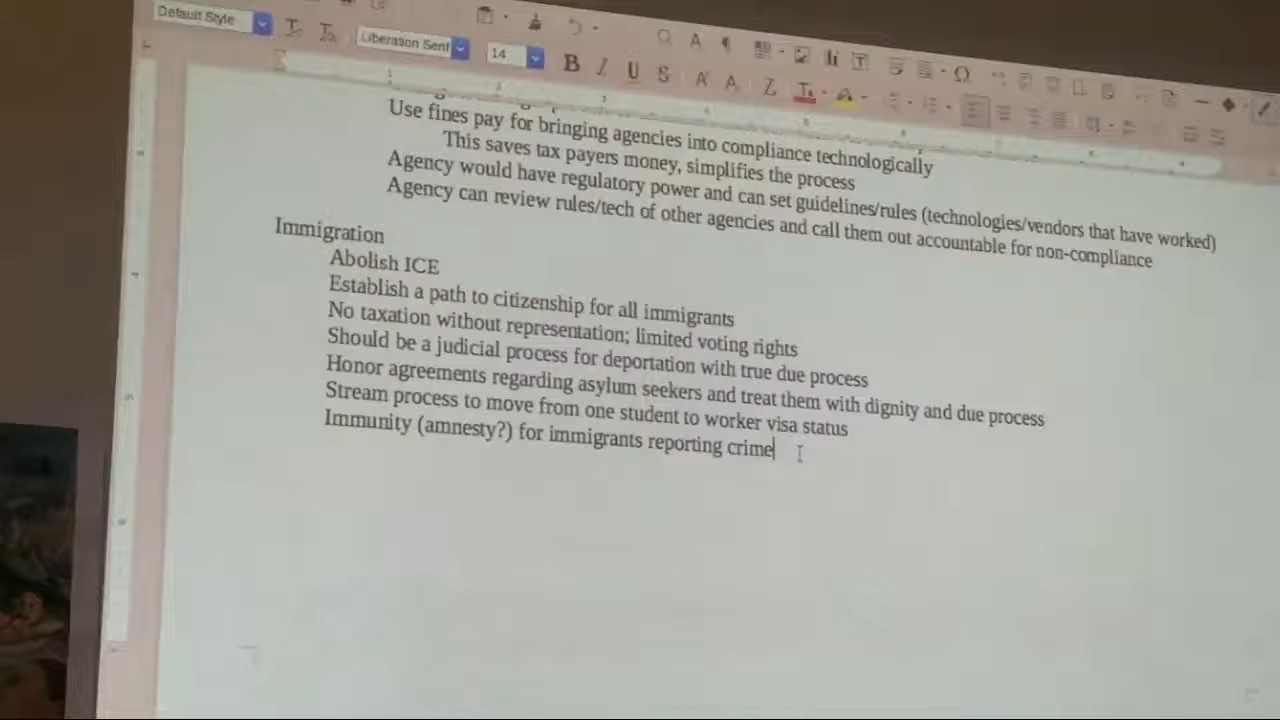 Default Style
Liberation Serif
14
Use fines pay for bringing agencies into compliance technologically
This saves tax payers money, simplifies the process
Agency would have regulatory power and can set guidelines/rules (technologies/vendors that have worked)
Agency can review rules/tech of other agencies and call them out accountable for non-compliance
Immigration
Abolish ICE
Establish a path to citizenship for all immigrants
No taxation without representation; limited voting rights
Should be a judicial process for deportation with true due process
Honor agreements regarding asylum seekers and treat them with dignity and due process
Stream process to move from one student to worker visa status
Immunity (amnesty?) for immigrants reporting crime